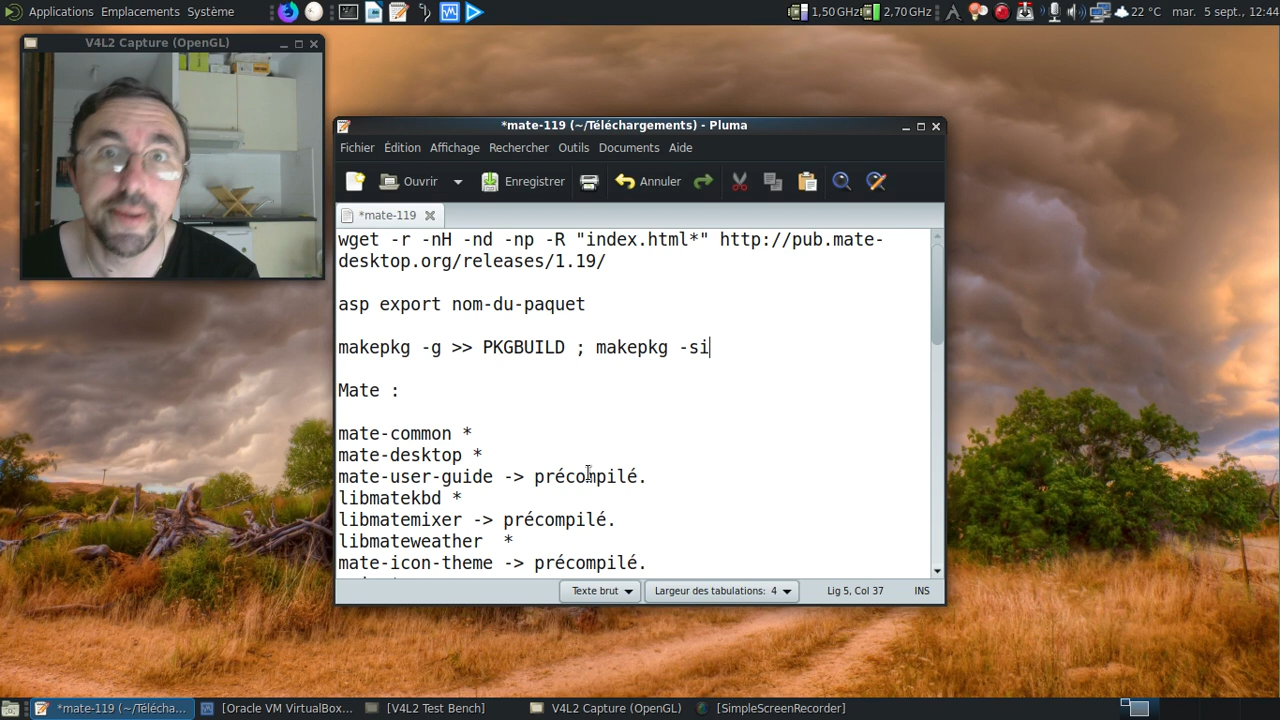 Applications Emplacements Système
1,50 GHz 2,70 GHz 22 °C mar. 5 sept., 12:44
V4L2 Capture (OpenGL)
*mate-119 (~/Téléchargements) - Pluma
Fichier Édition Affichage Rechercher Outils Documents Aide
Ouvrir Enregistrer Annuler
*mate-119
wget -r -nH -nd -np -R "index.html*" http://pub.mate-
desktop.org/releases/1.19/
asp export nom-du-paquet
makepkg -g >> PKGBUILD ; makepkg -si
Mate :
mate-common *
mate-desktop *
mate-user-guide -> précompilé.
libmatekbd *
libmatemixer -> précompilé.
libmateweather *
mate-icon-theme -> précompilé.
Texte brut Largeur des tabulations: 4 Lig 5, Col 37 INS
*mate-119 (~/Télécha... [Oracle VM VirtualBox... [V4L2 Test Bench] V4L2 Capture (OpenGL) [SimpleScreenRecorder]